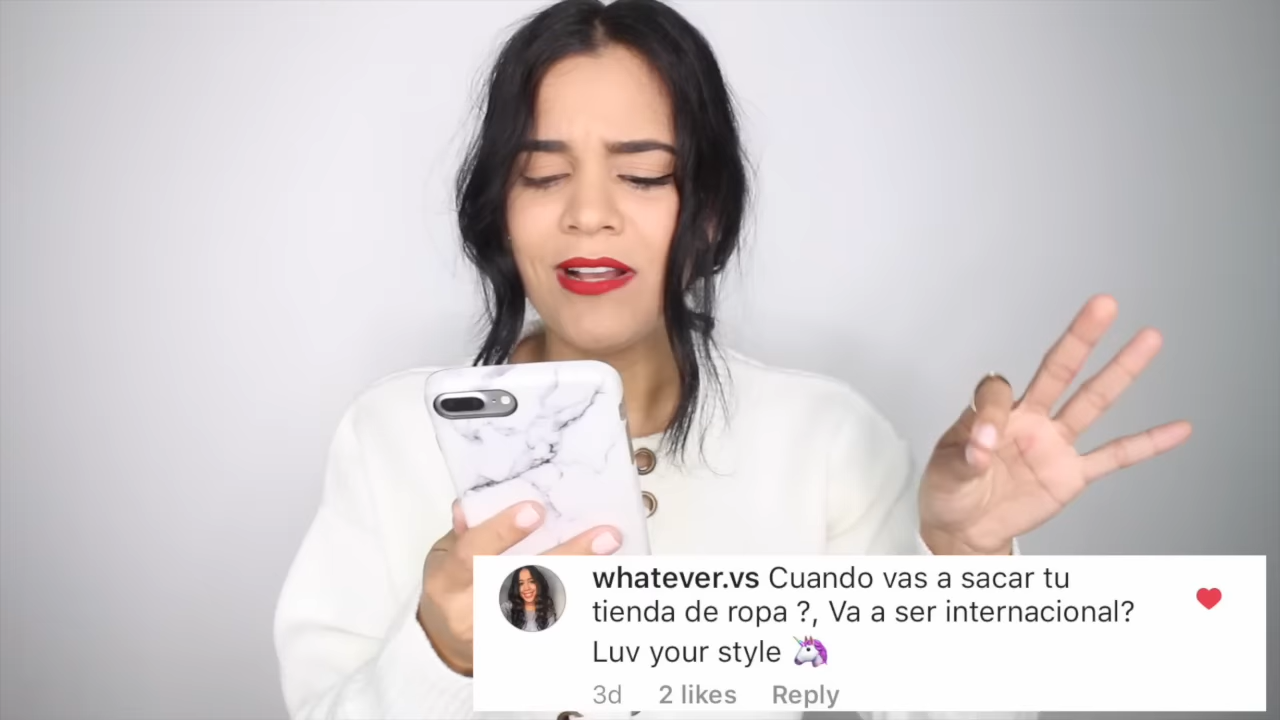 whatever.vs Cuando vas a sacar tu
tienda de ropa ?, Va a ser internacional?
Luv your style 🦄
3d 2 likes Reply